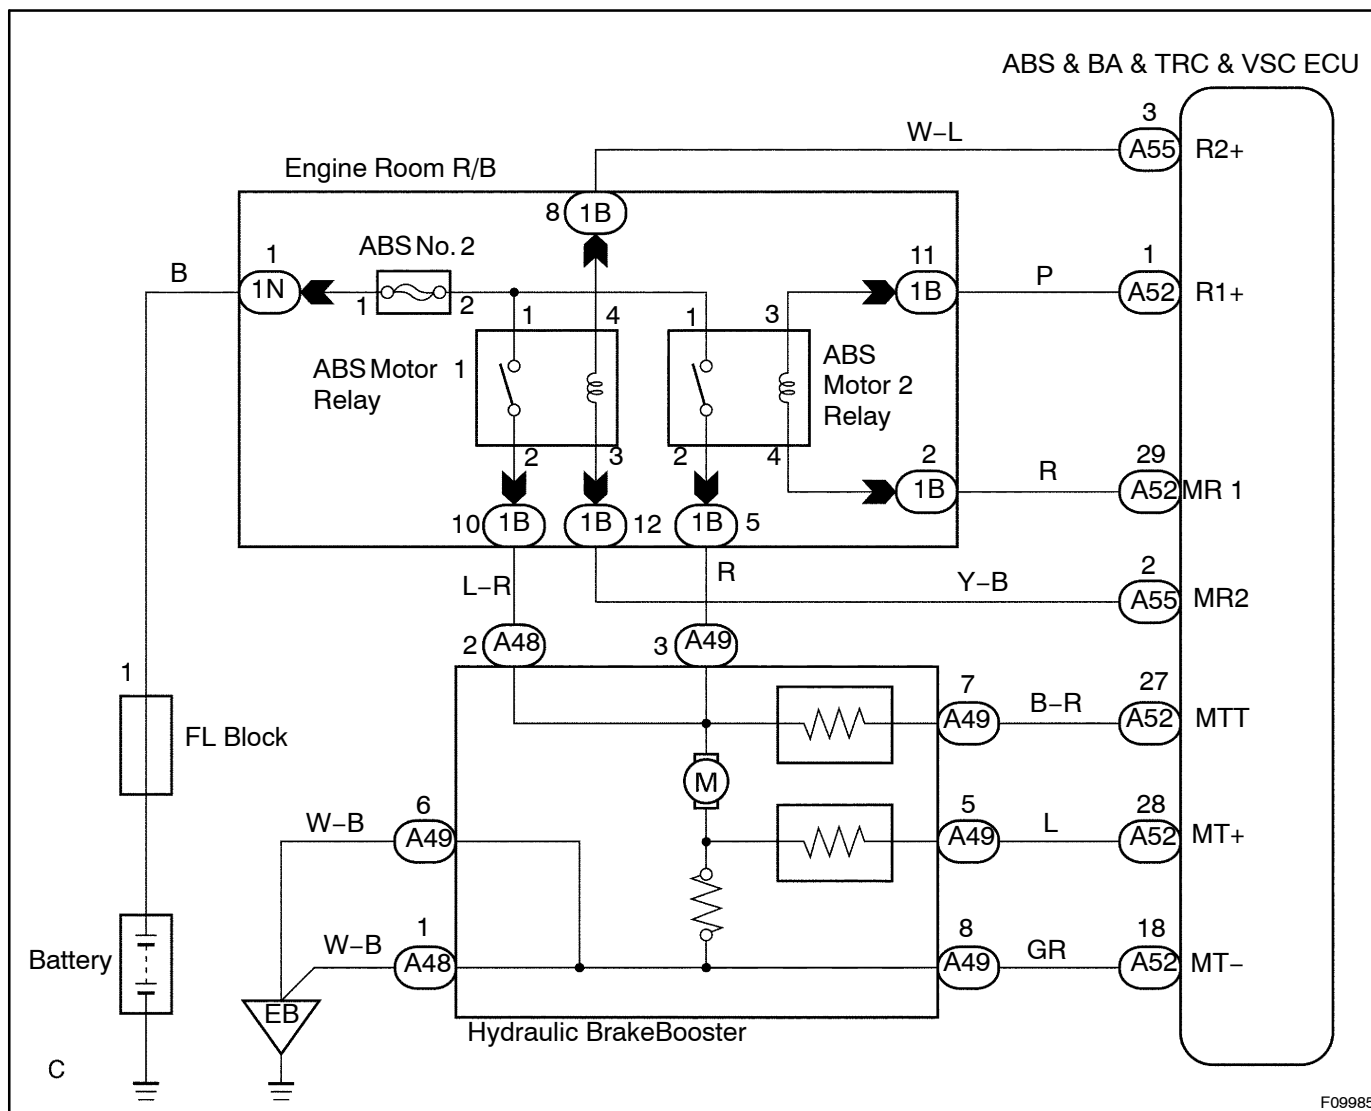 ABS & BA & TRC & VSC ECU
3
W–L
A55 R2+
Engine Room R/B
8 1B
ABS No. 2
1
11
1
B
1N
1 2
1B
P
A52 R1+
1 4 1 3
ABS Motor 1
Relay
ABS
Motor 2
Relay
2 3 2 4
2
29
1B
R
A52 MR 1
10 1B
1B 12
1B 5
L–R
R
2
Y–B
A55 MR2
2 A48
3 A49
1
FL Block
7
27
B–R
A49
A52 MTT
M
6
5
28
W–B
A49
A49
L
A52 MT+
1
8
18
W–B
A48
A49
GR
A52 MT–
Battery
EB
Hydraulic BrakeBooster
C
F09985